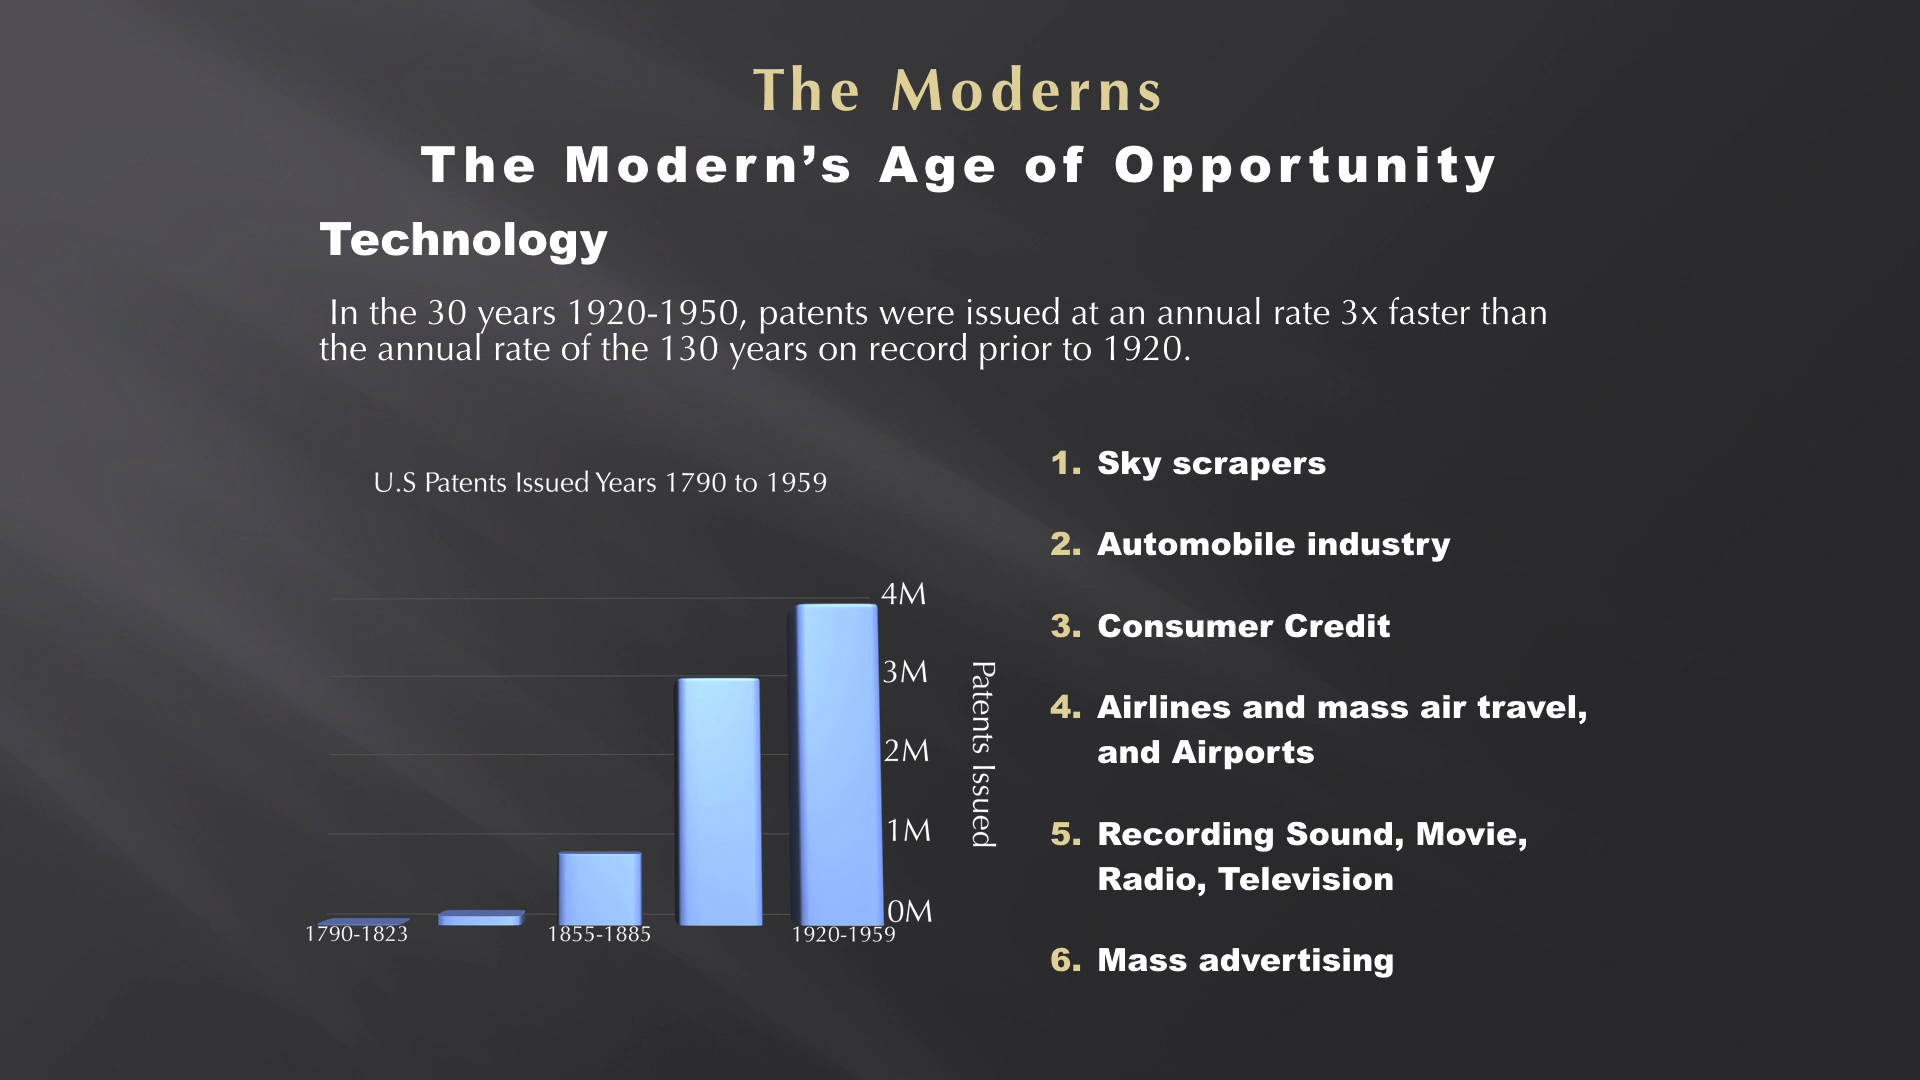 The Moderns
The Modern’s Age of Opportunity
Technology
In the 30 years 1920-1950, patents were issued at an annual rate 3x faster than
the annual rate of the 130 years on record prior to 1920.
U.S Patents Issued Years 1790 to 1959
4M
3M
2M
1M
0M
Patents Issued
1790-1823
1855-1885
1920-1959
1. Sky scrapers
2. Automobile industry
3. Consumer Credit
4. Airlines and mass air travel,
and Airports
5. Recording Sound, Movie,
Radio, Television
6. Mass advertising